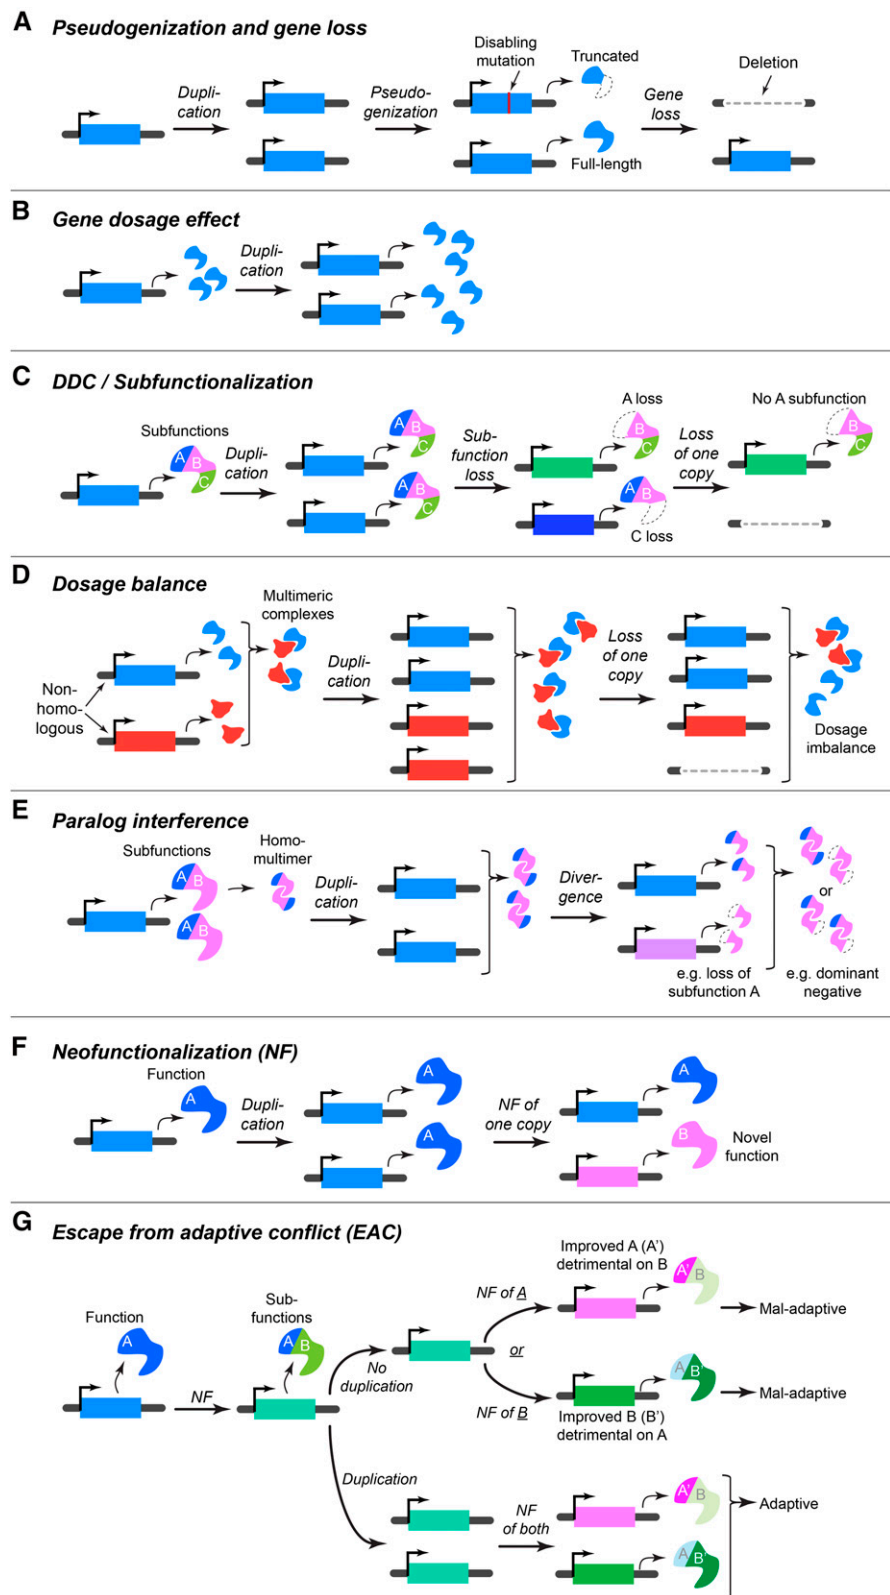 A Pseudogenization and gene loss
Disabling
mutation
Truncated
Deletion
Dupli-
cation
Pseudo-
genization
Gene
loss
Full-length
B Gene dosage effect
Dupli-
cation
C DDC / Subfunctionalization
Subfunctions
A
B
C
Dupli-
cation
A
B
C
A
B
C
Sub-
function
loss
A loss
B
C
A
B
C loss
Loss
of one
copy
No A subfunction
B
C
D Dosage balance
Non-
homo-
logous
Multimeric
complexes
Dupli-
cation
Loss
of one
copy
Dosage
imbalance
E Paralog interference
Subfunctions
A
B
A
B
Homo-
multimer
Dupli-
cation
Diver-
gence
e.g. loss of
subfunction A
or
e.g. dominant
negative
F Neofunctionalization (NF)
Function
A
Dupli-
cation
A
A
NF of
one copy
A
B
Novel
function
G Escape from adaptive conflict (EAC)
Function
A
NF
Sub-
functions
A
B
No
duplication
NF of A
or
NF of B
Improved A (A')
detrimental on B
A'
B
Mal-adaptive
Improved B (B')
detrimental on A
A
B'
Mal-adaptive
Duplication
NF
of both
A'
B
A
B'
Adaptive